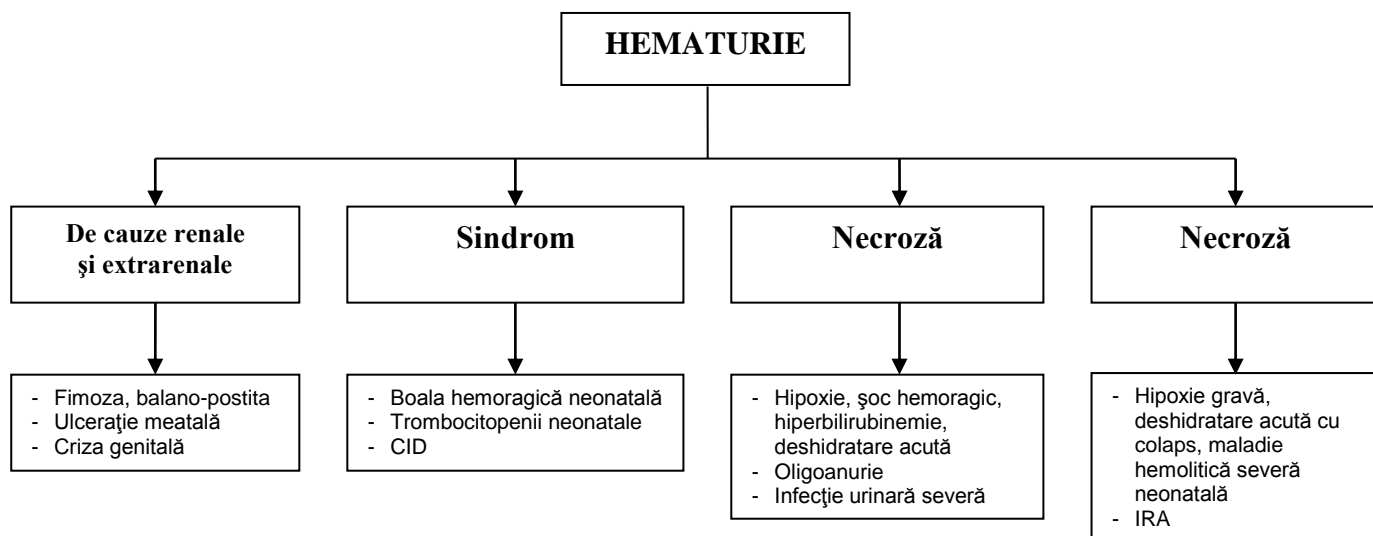 HEMATURIE
De cauze renale
şi extrarenale
Sindrom
Necroză
Necroză
- Fimoza, balano-postita
- Ulceraţie meatală
- Criza genitală
- Boala hemoragică neonatală
- Trombocitopenii neonatale
- CID
- Hipoxie, şoc hemoragic,
hiperbilirubinemie,
deshidratare acută
- Oligoanurie
- Infecţie urinară severă
- Hipoxie gravă,
deshidratare acută cu
colaps, maladie
hemolitică severă
neonatală
- IRA